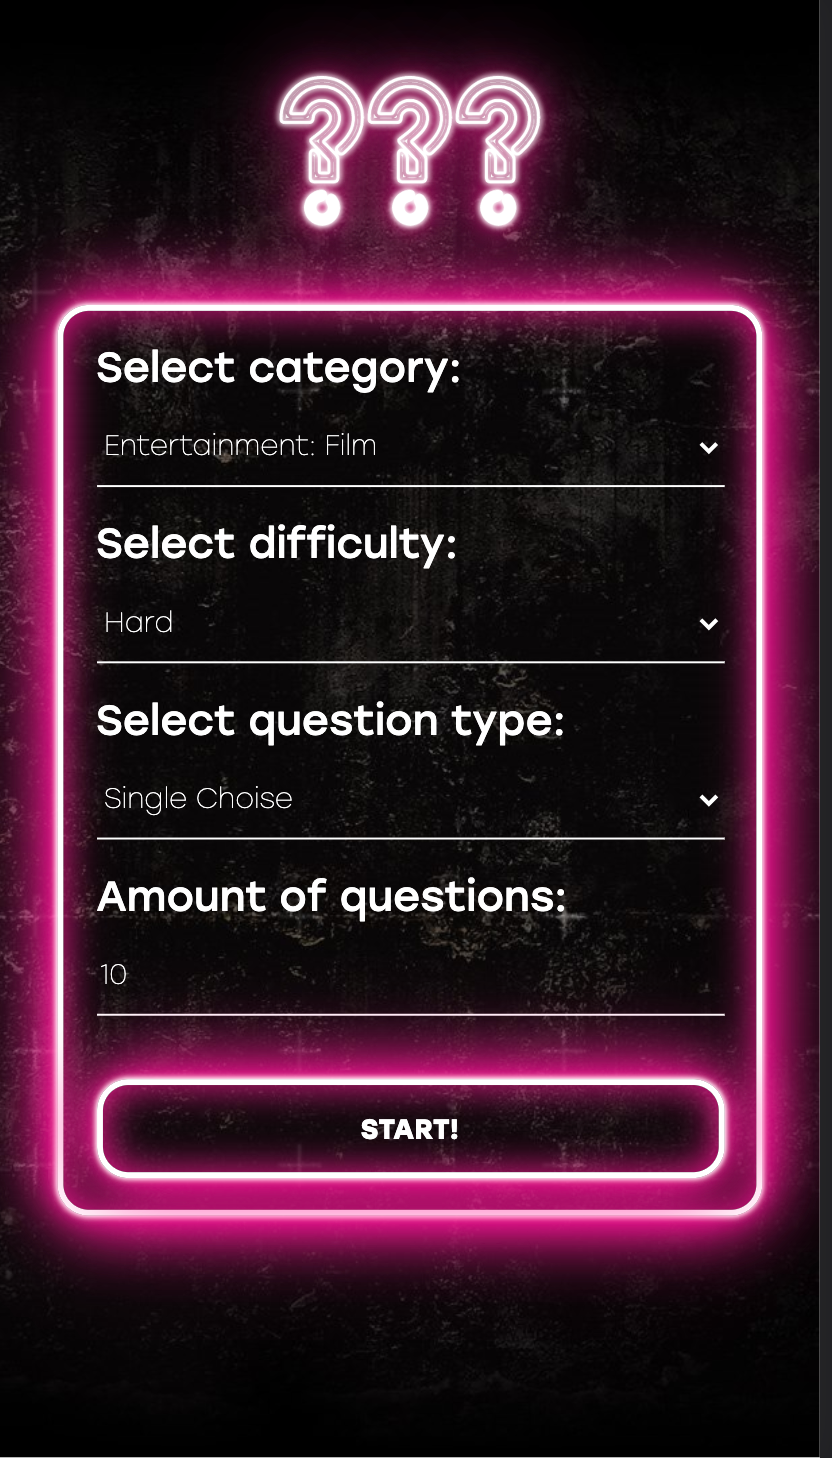 ???
Select category:
Entertainment: Film
Select difficulty:
Hard
Select question type:
Single Choise
Amount of questions:
10
START!